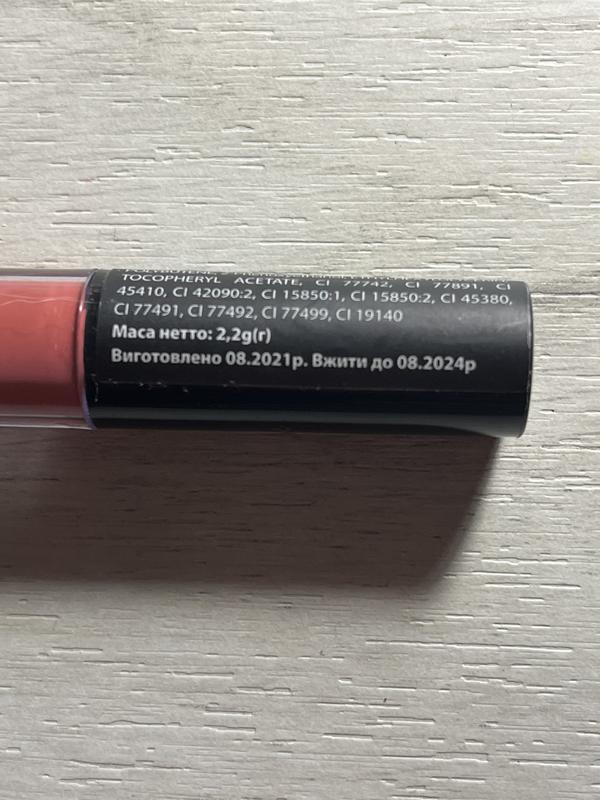 TOCOPHERYL ACETATE, CI 77742, CI 77891, CI
45410, CI 42090:2, CI 15850:1, CI 15850:2, CI 45380,
CI 77491, CI 77492, CI 77499, CI 19140
Маса нетто: 2,2g(г)
Виготовлено 08.2021р. Вжити до 08.2024р